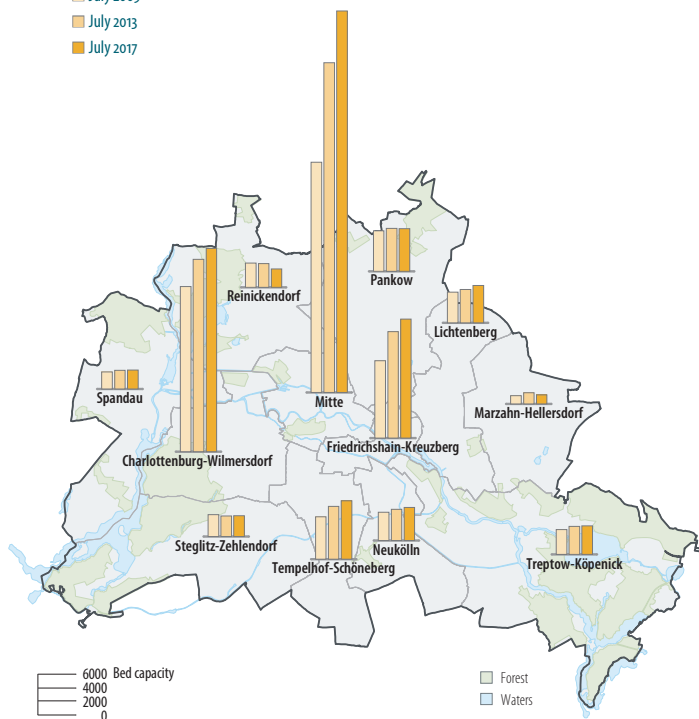 July
July 2013
July 2017
Reinickendorf
Pankow
Lichtenberg
Spandau
Mitte
Marzahn-Hellersdorf
Friedrichshain-Kreuzberg
Charlottenburg-Wilmersdorf
Steglitz-Zehlendorf
Neukölln
Tempelhof-Schöneberg
Treptow-Köpenick
6000 Bed capacity
4000
2000
0
Forest
Waters